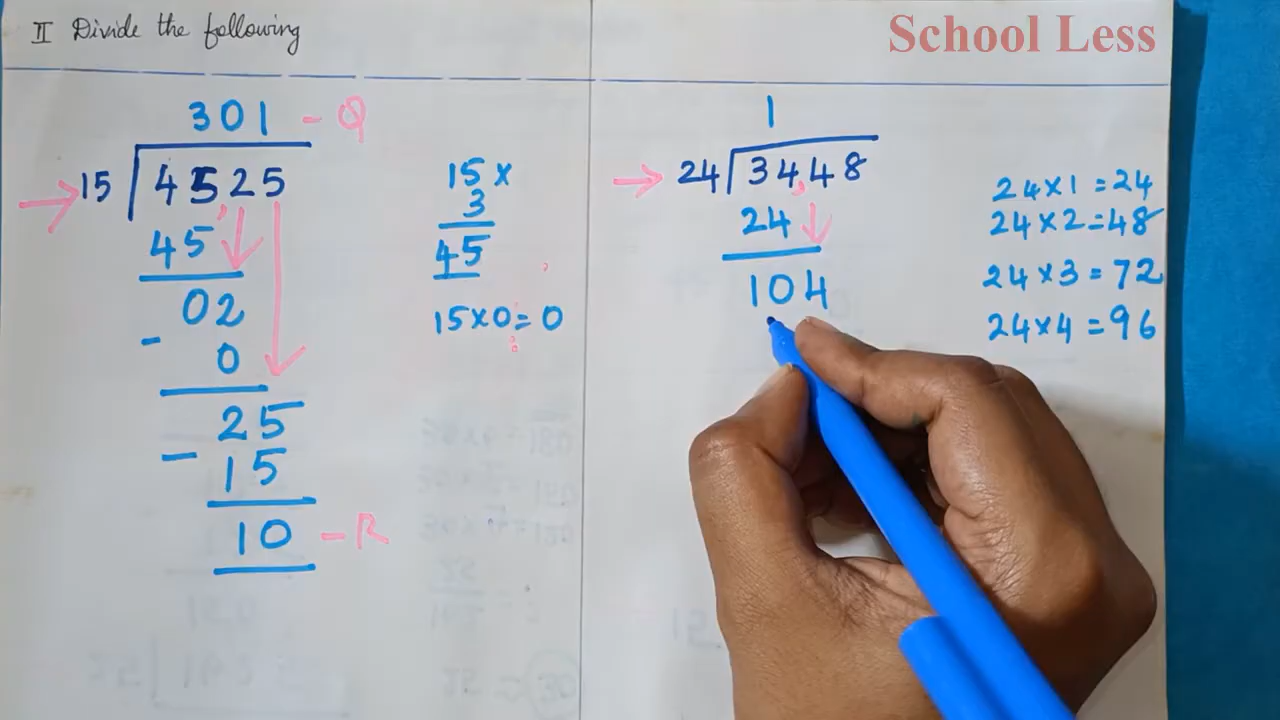 II Divide the following
School Less
301 - Q
15 4525
45
02
- 0
25
- 15
10 - R
15 x
3
45
15 x 0 = 0
1
24 3448
24
104
24 x 1 = 24
24 x 2 = 48
24 x 3 = 72
24 x 4 = 96